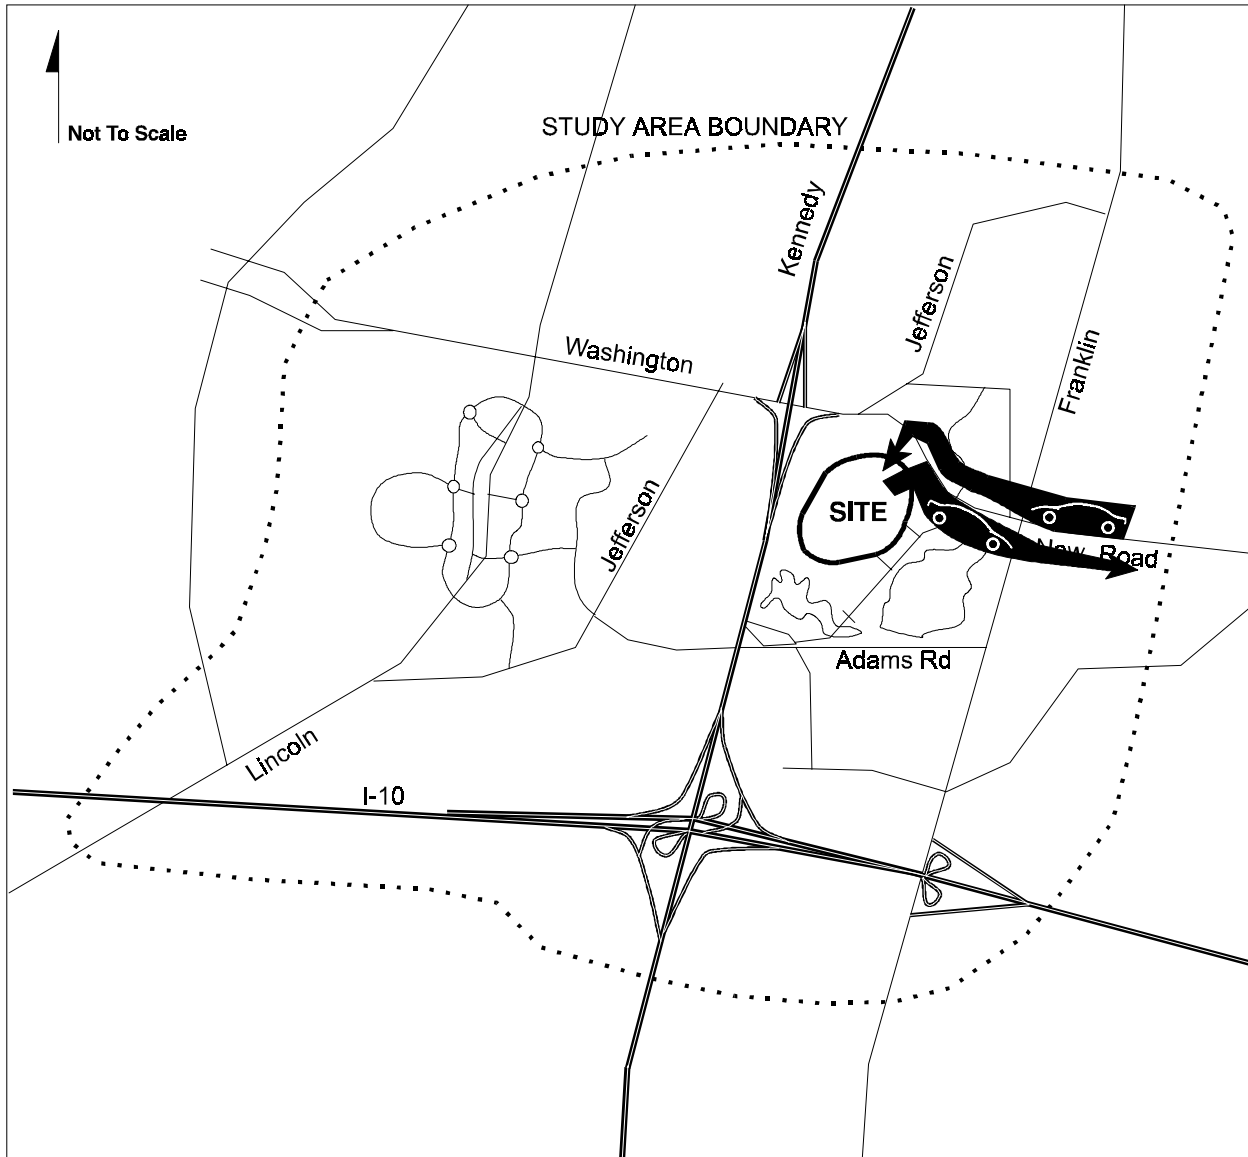 Not To Scale
STUDY AREA BOUNDARY
Kennedy
Jefferson
Washington
Franklin
Jefferson
SITE
New Road
Adams Rd
Lincoln
I-10